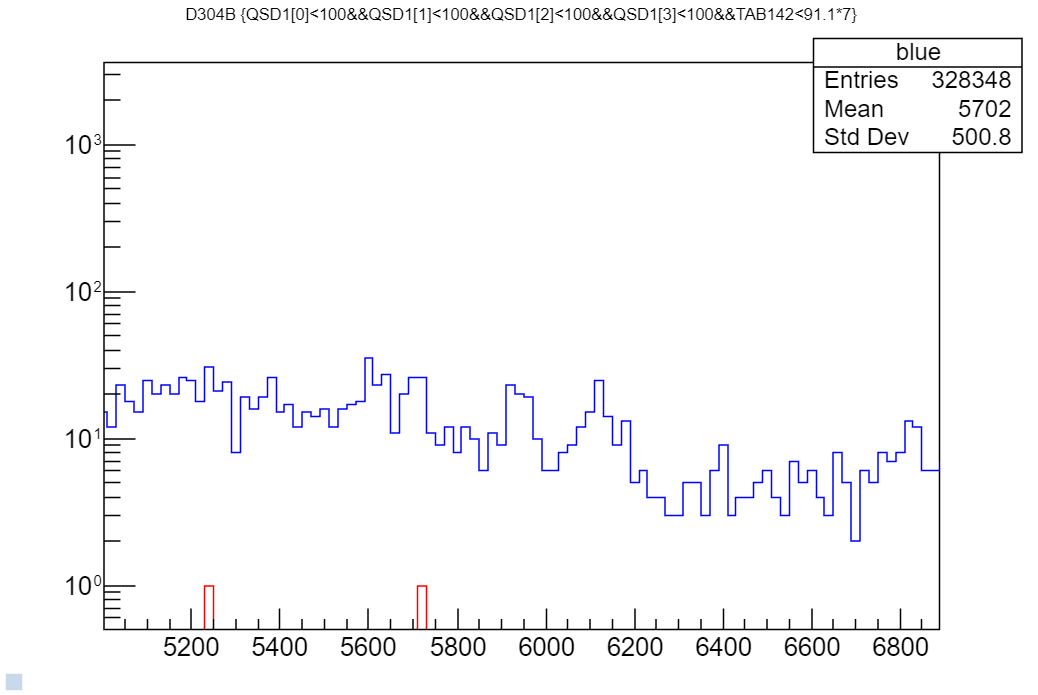 D304B {QSD1[0]<100&&QSD1[1]<100&&QSD1[2]<100&&QSD1[3]<100&&TAB142<91.1*7}
blue
Entries 328348
Mean 5702
Std Dev 500.8
10³
10²
10¹
10⁰
5200 5400 5600 5800 6000 6200 6400 6600 6800